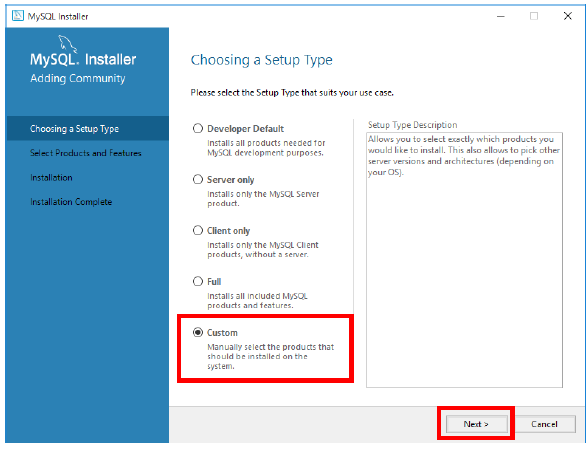 MySQL Installer
MySQL. Installer
Adding Community
Choosing a Setup Type
Select Products and Features
Installation
Installation Complete
Choosing a Setup Type
Please select the Setup Type that suits your use case.
Developer Default
Installs all products needed for
MySQL development purposes.
Server only
Installs only the MySQL Server
product.
Client only
Installs only the MySQL Client
products, without a server.
Full
Installs all included MySQL
products and features.
Custom
Manually select the products that
should be installed on the
system.
Setup Type Description
Allows you to select exactly which products you
would like to install. This also allows to pick other
server versions and architectures (depending on
your OS).
Next >
Cancel